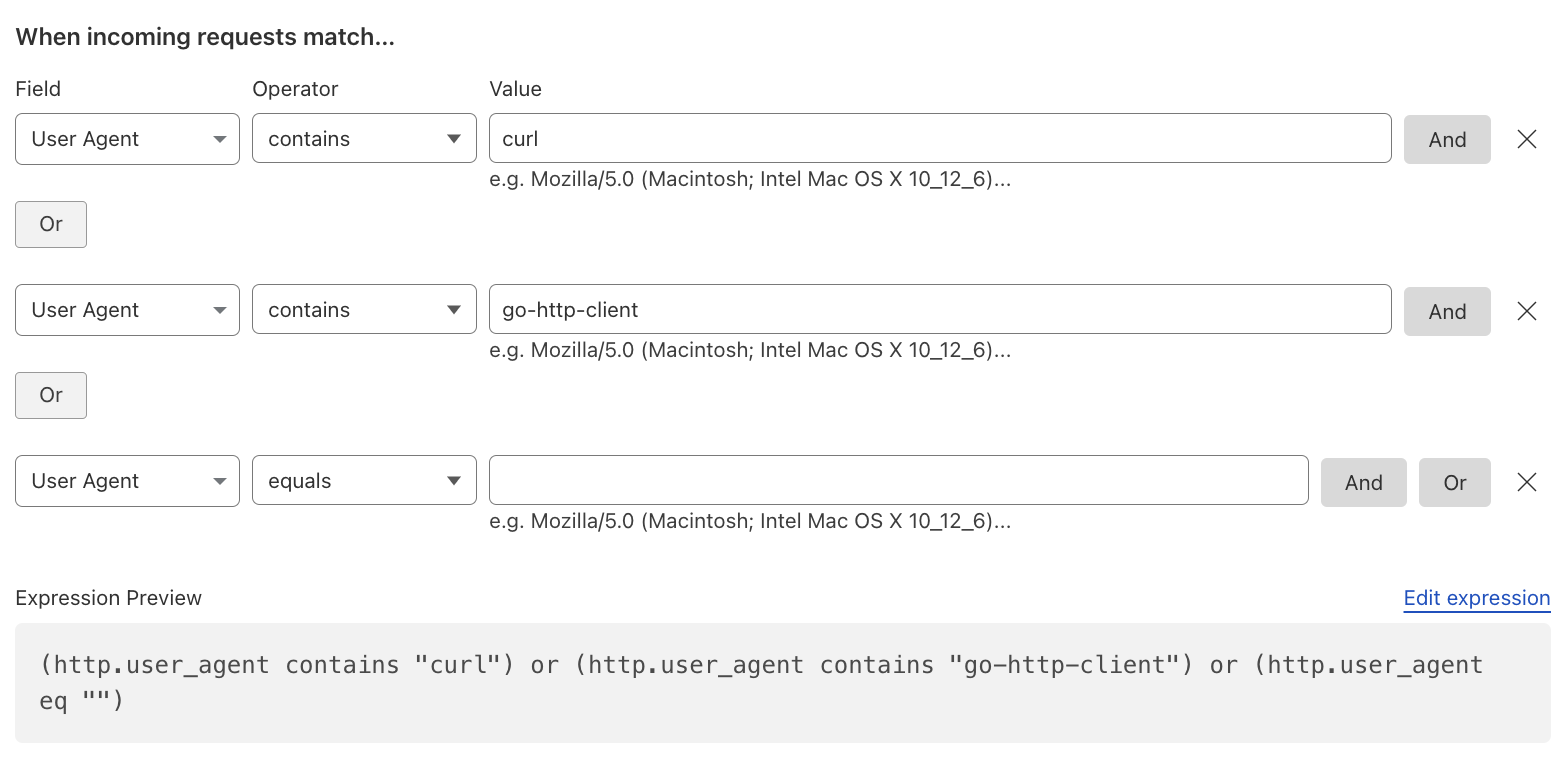 When incoming requests match...
Field Operator Value
User Agent contains curl And
e.g. Mozilla/5.0 (Macintosh; Intel Mac OS X 10_12_6)...
Or
User Agent contains go-http-client And
e.g. Mozilla/5.0 (Macintosh; Intel Mac OS X 10_12_6)...
Or
User Agent equals And Or
e.g. Mozilla/5.0 (Macintosh; Intel Mac OS X 10_12_6)...
Expression Preview Edit expression
(http.user_agent contains "curl") or (http.user_agent contains "go-http-client") or (http.user_agent
eq "")